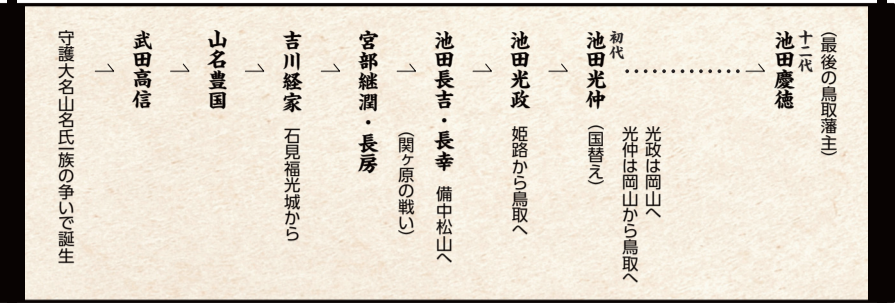 守護大名山名氏一族の争いで誕生
→
武田高信
→
山名豊国
→
吉川経家 石見福光城から
→
宮部継潤・長房
→
(関ヶ原の戦い)
池田長吉・長幸 備中松山へ
→
池田光政 姫路から鳥取へ
→
初代
池田光仲 (国替え)
光仲は岡山から鳥取へ
光政は岡山へ
…………→
十二代
池田慶徳
(最後の鳥取藩主)